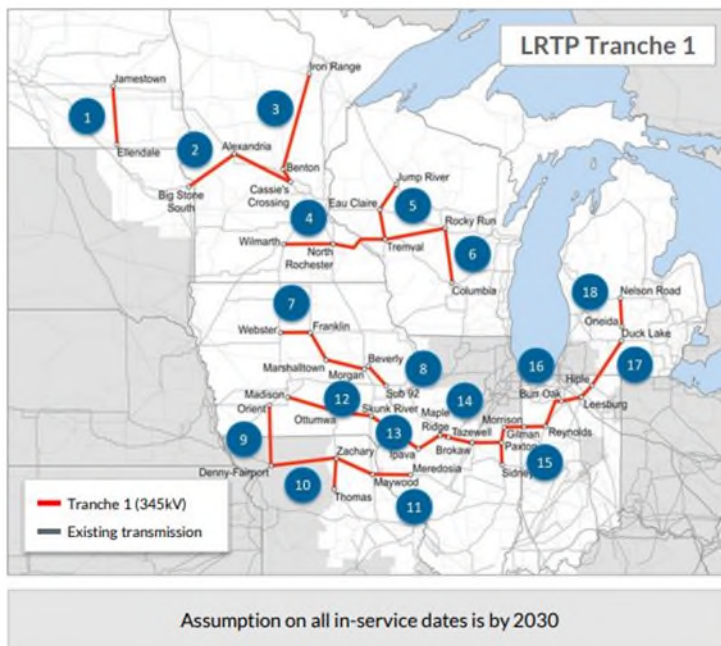 LRTP Tranche 1
Jamestown
Iron Range
1
3
2
Ellendale
Alexandria
Benton
Big Stone
South
Cassie's
Crossing
Jump River
5
Eau Claire
4
Rocky Run
Wilmarth
North
Rochester
Tremval
6
Columbia
18
Nelson Road
Oneida
Duck Lake
7
Webster
Franklin
Marshalltown
Morgan
Beverly
8
Sub 92
16
17
Hiple
Burr Oak
Leesburg
Madison
Orient
12
Ottumwa
Skunk River
14
Maple
Ridge
Morrison
Tazewell
Gilman
Reynolds
13
Ipava
Brokaw
Paxton
9
Zachary
Sidney
15
Denny-Fairport
Meredosia
10
Maywood
Thomas
11
Tranche 1 (345kV)
Existing transmission
Assumption on all in-service dates is by 2030